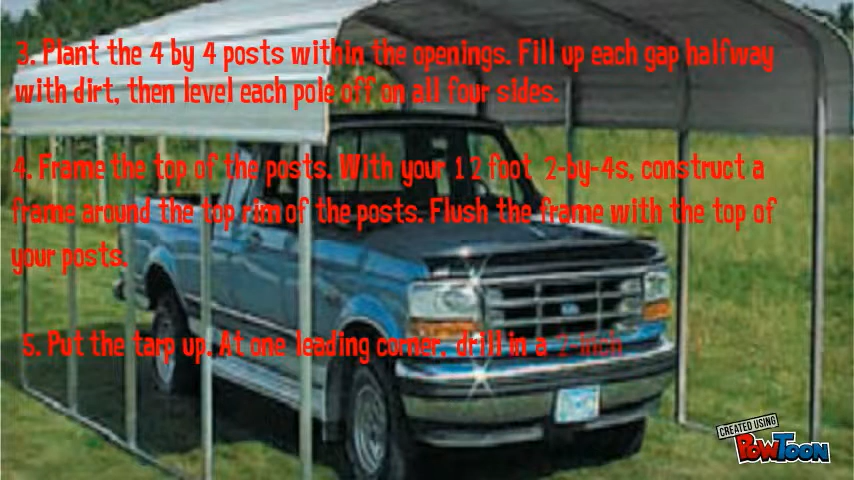 3. Plant the 4 by 4 posts within the openings. Fill up each gap halfway
with dirt, then level each pole off on all four sides.
4. Frame the top of the posts. With your 12 foot 2-by-4s, construct a
frame around the top rim of the posts. Flush the frame with the top of
your posts.
5. Put the tarp up. At one leading corner, drill in a 2-inch
CREATED USING
POWTOON